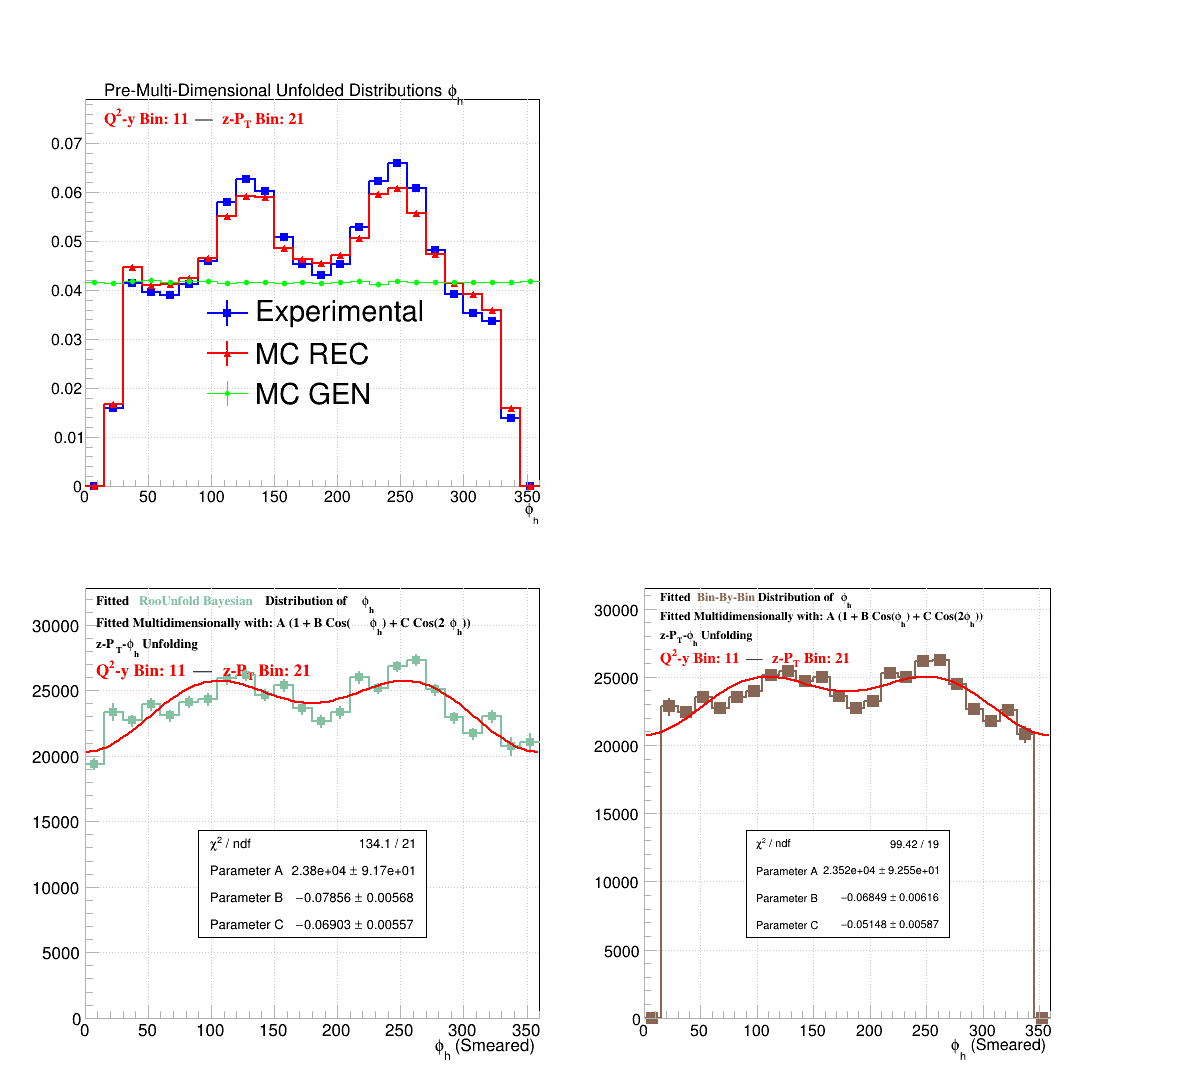 Pre-Multi-Dimensional Unfolded Distributions ϕh
Q2-y Bin: 11 — z-PT Bin: 21
0.07
0.06
0.05
0.04
0.03
0.02
0.01
0
Experimental
MC REC
MC GEN
0 50 100 150 200 250 300 350
ϕh
Fitted RooUnfold Bayesian Distribution of ϕh
Fitted Multidimensionally with: A (1 + B Cos( ϕh) + C Cos(2 ϕh))
z-PT-ϕh Unfolding
Q2-y Bin: 11 — z-PT Bin: 21
30000
25000
20000
15000
10000
5000
0
χ2 / ndf 134.1 / 21
Parameter A 2.38e+04 ± 9.17e+01
Parameter B −0.07856 ± 0.00568
Parameter C −0.06903 ± 0.00557
0 50 100 150 200 250 300 350
ϕh (Smeared)
Fitted Bin-By-Bin Distribution of ϕh
Fitted Multidimensionally with: A (1 + B Cos(ϕh) + C Cos(2ϕh))
z-PT-ϕh Unfolding
Q2-y Bin: 11 — z-PT Bin: 21
30000
25000
20000
15000
10000
5000
0
χ2 / ndf 99.42 / 19
Parameter A 2.352e+04 ± 9.255e+01
Parameter B −0.06849 ± 0.00616
Parameter C −0.05148 ± 0.00587
0 50 100 150 200 250 300 350
ϕh (Smeared)